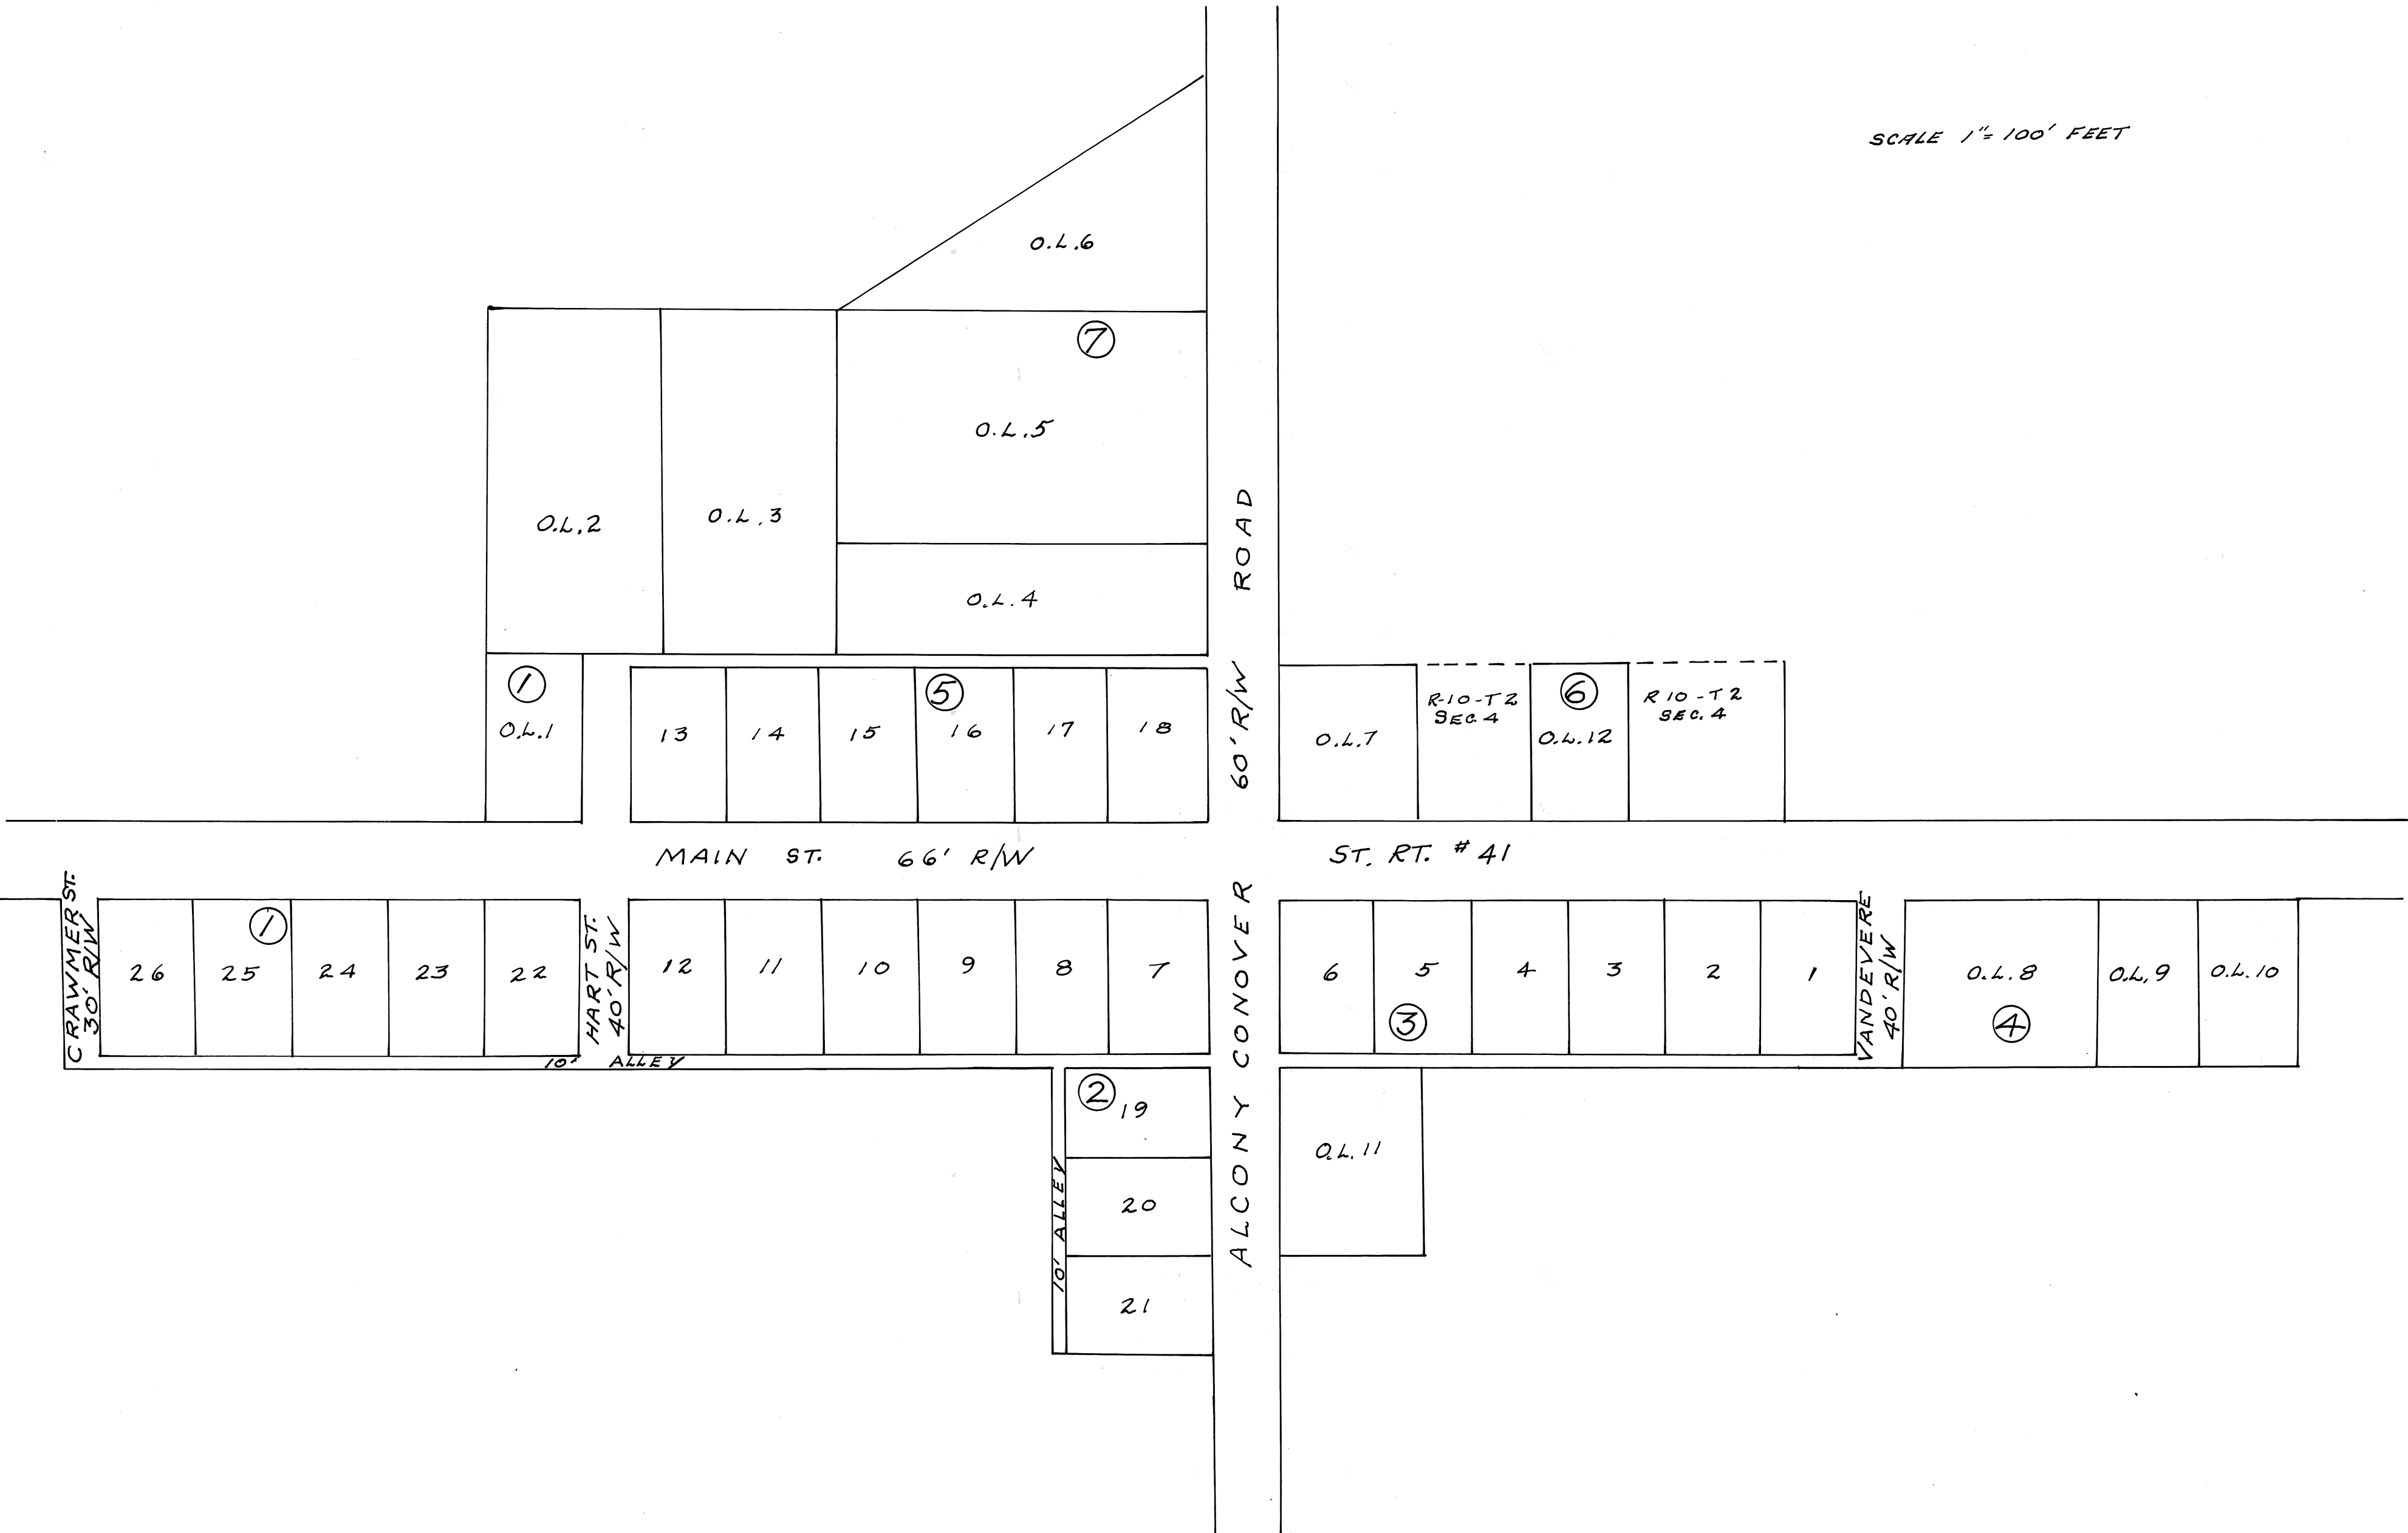 SCALE 1"= 100' FEET
O.L.6
7
O.L.5
O.L.2
O.L.3
O.L.4
1
O.L.1
13
14
15
5
16
17
18
60' R/W ROAD
O.L.7
R-10-T2
SEC.4
6
O.L.12
R10-T2
SEC.4
MAIN ST. 66' R/W
ST. RT. #41
CRAWMER ST.
30' R/W
26
25
1
24
23
22
HART ST.
40' R/W
12
11
10
9
8
7
ALCONY CONOVER
6
5
3
4
3
2
1
VANDEVERE
40' R/W
O.L.8
4
O.L.9
O.L.10
10' ALLEY
2
19
20
21
10' ALLEY
O.L.11